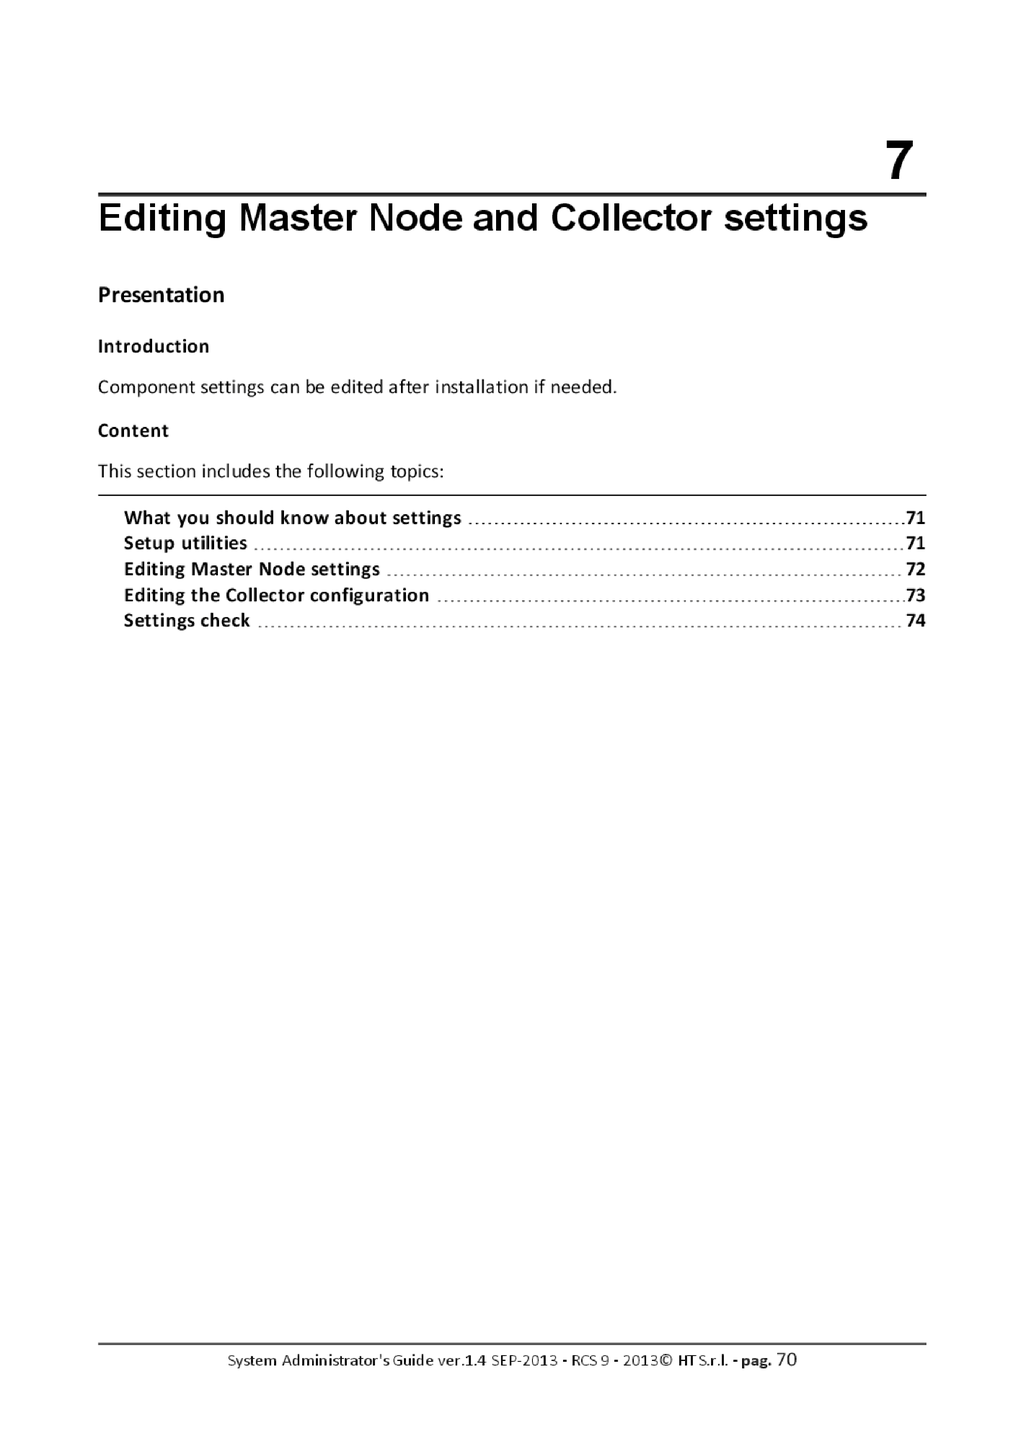 7
Editing Master Node and Collector settings
Presentation
Introduction
Component settings can be edited after installation if needed.
Content
This section includes the following topics:
What you should know about settings 71
Setup utilities 71
Editing Master Node settings 72
Editing the Collector configuration 73
Settings check 74
System Administrator's Guide ver.1.4 SEP-2013 - RCS 9 - 2013© HT S.r.l. - pag. 70